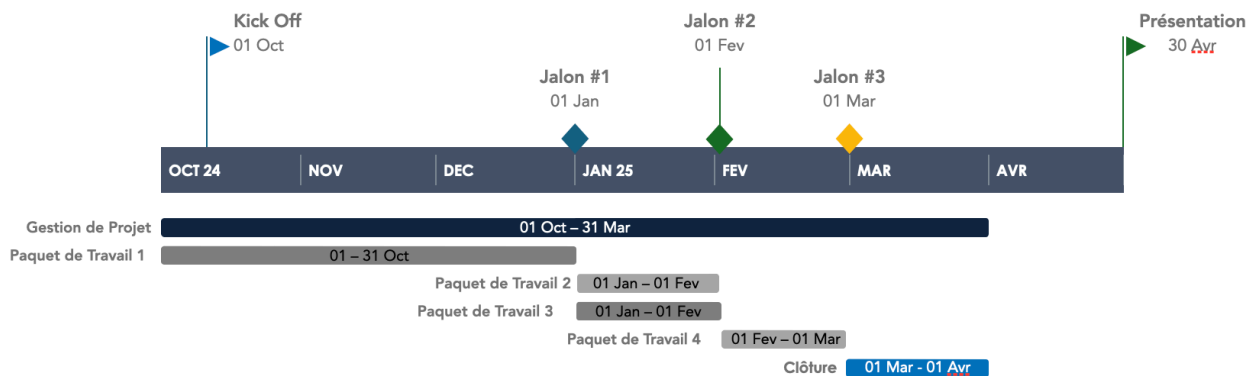 Kick Off
01 Oct
Jalon #2
01 Fev
Présentation
30 Avr
Jalon #1
01 Jan
Jalon #3
01 Mar
OCT 24 NOV DEC JAN 25 FEV MAR AVR
Gestion de Projet 01 Oct – 31 Mar
Paquet de Travail 1 01 – 31 Oct
Paquet de Travail 2 01 Jan – 01 Fev
Paquet de Travail 3 01 Jan – 01 Fev
Paquet de Travail 4 01 Fev – 01 Mar
Clôture 01 Mar - 01 Avr